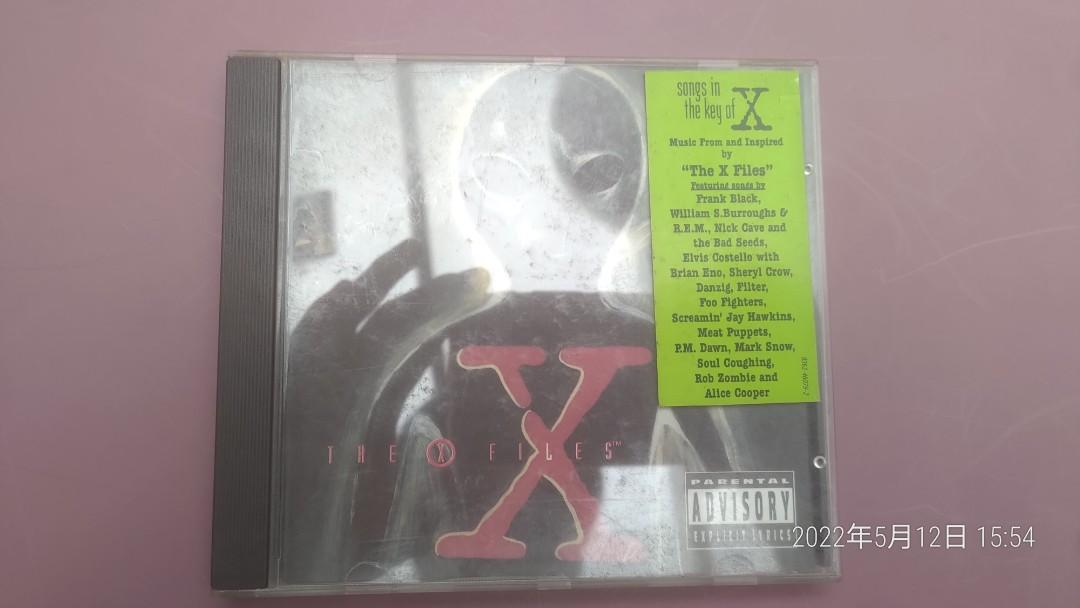 songs in
the key of X
Music From and Inspired
by
“The X Files”
Featuring songs by
Frank Black,
William S.Burroughs &
R.E.M., Nick Cave and
the Bad Seeds,
Elvis Costello with
Brian Eno, Sheryl Crow,
Danzig, Filter,
Foo Fighters,
Screamin' Jay Hawkins,
Meat Puppets,
P.M. Dawn, Mark Snow,
Soul Coughing,
Rob Zombie and
Alice Cooper
X
THE X FILES™
PARENTAL
ADVISORY
EXPLICIT LYRICS
2022年5月12日 15:54